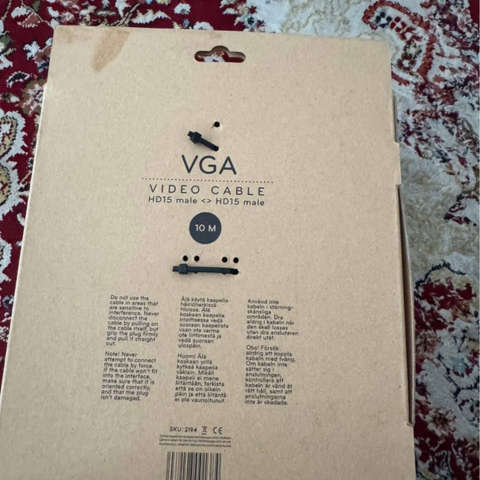 VGA
VIDEO CABLE
HD15 male <> HD15 male
10 M
Do not use the
cable in areas that
are sensitive to
interference. Never
disconnect the
cable by pulling on
the cable itself, but
grip the plug firmly
and pull it straight
out.
Note! Never
attempt to connect
the cable by force.
If the cable won't fit
into the interface,
make sure that it is
oriented correctly,
and that the plug
isn't damaged.
Älä käytä kaapelia
häiriöherkissä
tiloissa. Älä
koskaan kaapelia
irroittaessa vedä
suoraan kaapelista
vaan ota varma
ote liittimestä ja
vedä suoraan
ulospäin.
Huom! Älä
koskaan yritä
kytkeä kaapelia
väkisin. Mikäli
kaapeli ei mene
liitäntään, tarkista
että se on oikein
päin ja että liitäntä
ei ole vaurioitunut.
Använd inte
kabeln i störning-
skänsliga
områden. Dra
aldrig i kabeln när
den skall lossas
utan dra ansluturen
direkt utåt.
Obs! Försök
aldrig att koppla
kabeln med tvång.
Om kabeln inte
sätter sig i
anslutningen,
kontrollera att
kabeln är vänd åt
rätt håll, samt att
anslutningarna
inte är skadade.
SKU: 2194 CE